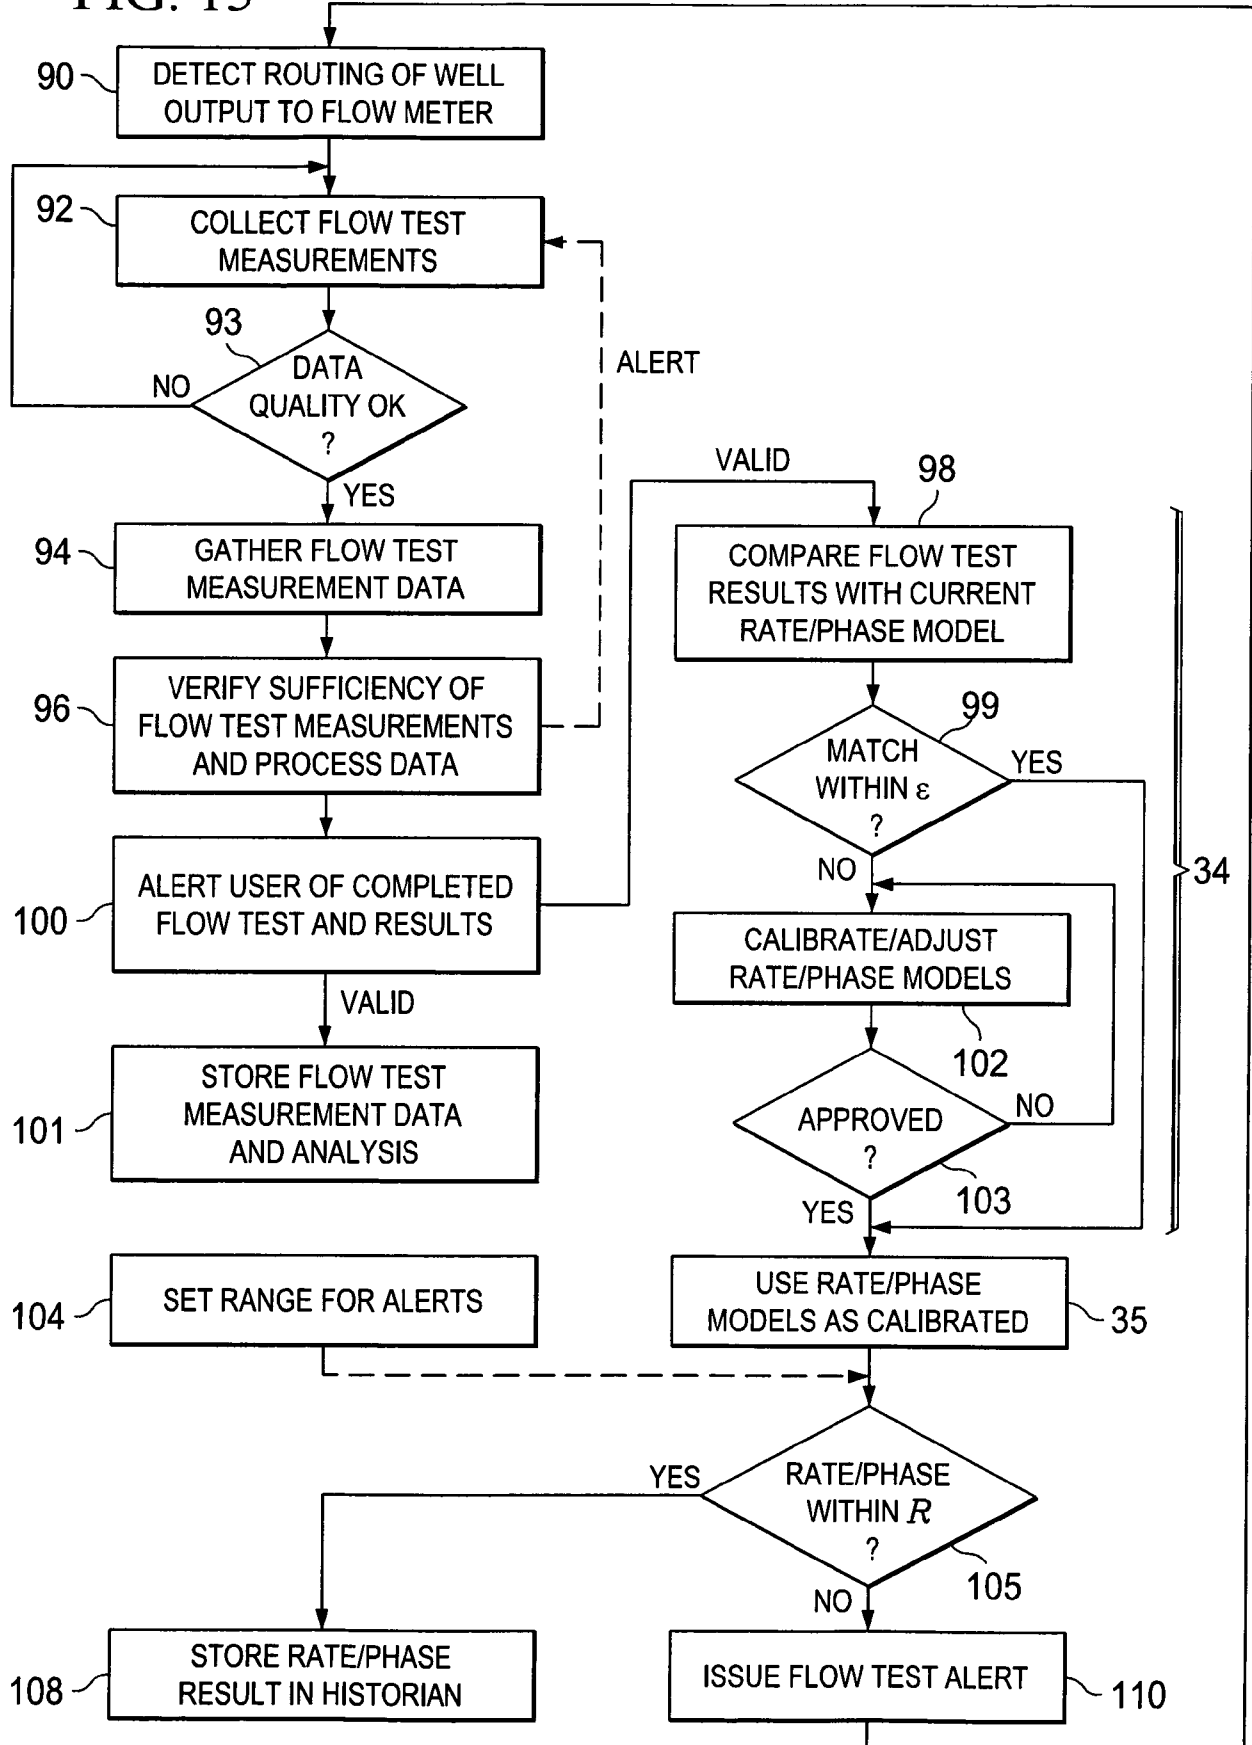 FIG. 15
90
DETECT ROUTING OF WELL
OUTPUT TO FLOW METER
92
COLLECT FLOW TEST
MEASUREMENTS
93
DATA
QUALITY OK
?
NO
YES
ALERT
94
GATHER FLOW TEST
MEASUREMENT DATA
96
VERIFY SUFFICIENCY OF
FLOW TEST MEASUREMENTS
AND PROCESS DATA
100
ALERT USER OF COMPLETED
FLOW TEST AND RESULTS
VALID
101
STORE FLOW TEST
MEASUREMENT DATA
AND ANALYSIS
VALID
98
COMPARE FLOW TEST
RESULTS WITH CURRENT
RATE/PHASE MODEL
99
MATCH
WITHIN ε
?
YES
NO
34
CALIBRATE/ADJUST
RATE/PHASE MODELS
102
APPROVED
?
NO
103
YES
104
SET RANGE FOR ALERTS
USE RATE/PHASE
MODELS AS CALIBRATED
35
RATE/PHASE
WITHIN R
?
YES
105
NO
108
STORE RATE/PHASE
RESULT IN HISTORIAN
ISSUE FLOW TEST ALERT
110